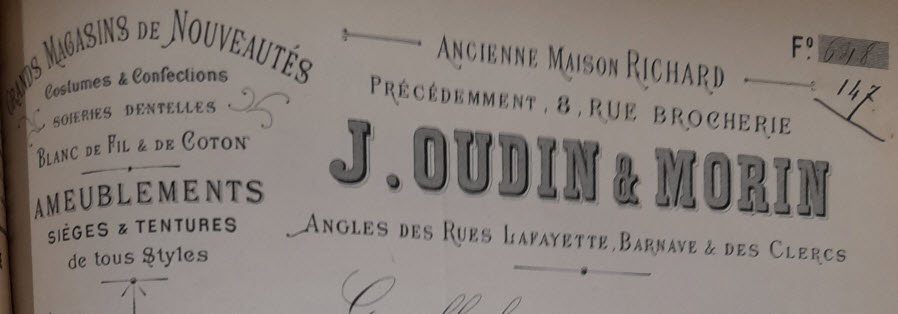 GRANDS MAGASINS DE NOUVEAUTÉS
Costumes & Confections
SOIERIES DENTELLES
BLANC DE FIL & DE COTON
AMEUBLEMENTS
SIÈGES & TENTURES
de tous Styles
ANCIENNE MAISON RICHARD
PRÉCÉDEMMENT, 8, RUE BROCHERIE
J. OUDIN & MORIN
ANGLES DES RUES LAFAYETTE, BARNAVE & DES CLERCS
Fº
147